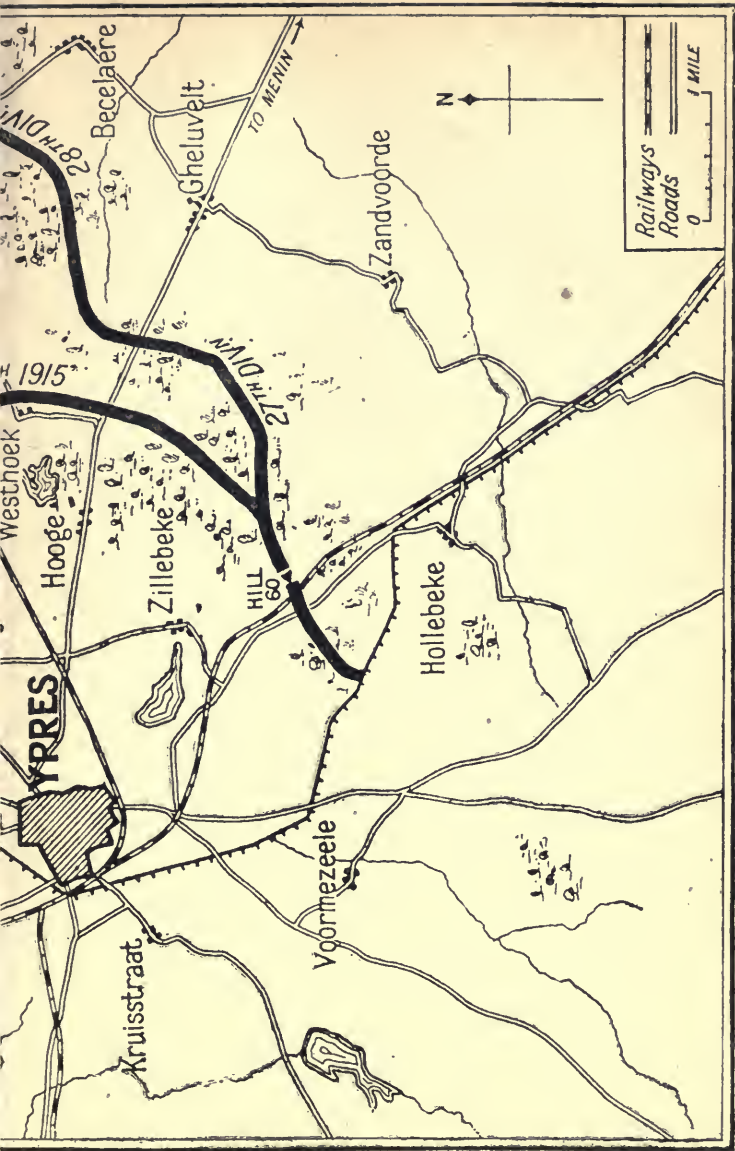 28TH DIVN
Becelaere
Gheluvelt
TO MENIN
Zandvoorde
N
Railways
Roads
0 1 MILE
1915
27TH DIVN
Westhoek
Hooge
Zillebeke
HILL
60
Hollebeke
YPRES
Voormezeele
Kruisstraat